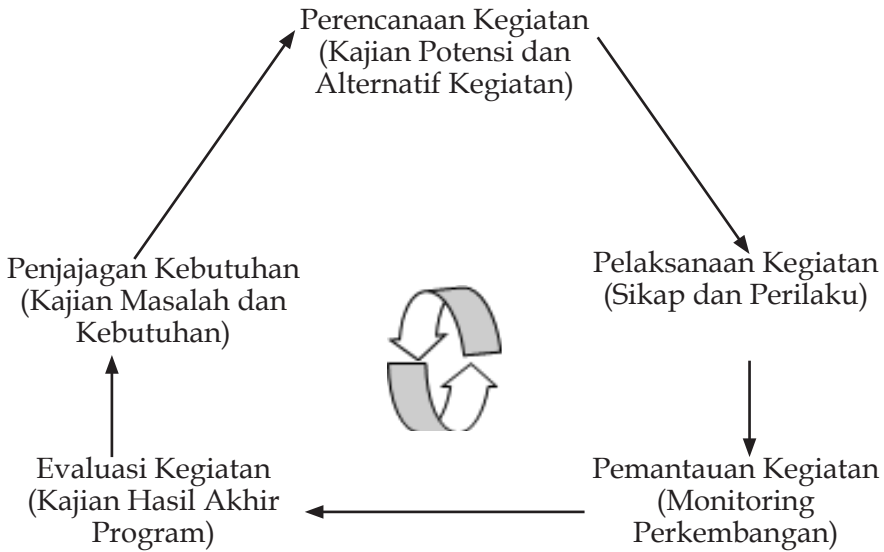 Perencanaan Kegiatan
(Kajian Potensi dan
Alternatif Kegiatan)
Penjajagan Kebutuhan
(Kajian Masalah dan
Kebutuhan)
Pelaksanaan Kegiatan
(Sikap dan Perilaku)
Evaluasi Kegiatan
(Kajian Hasil Akhir
Program)
Pemantauan Kegiatan
(Monitoring
Perkembangan)